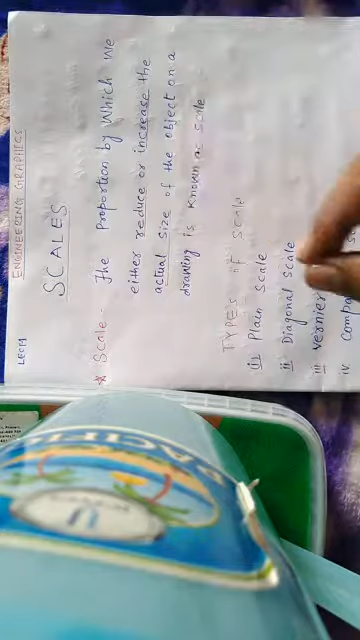 LEC#1
ENGINEERING GRAPHICS
SCALES
* Scale:- The proportion by which we
either reduce or increase the
actual size of the object on a
drawing is known as scale
TYPES of Scale
(i) Plain Scale
ii Diagonal Scale
iii Vernier
iv
PACIFIC